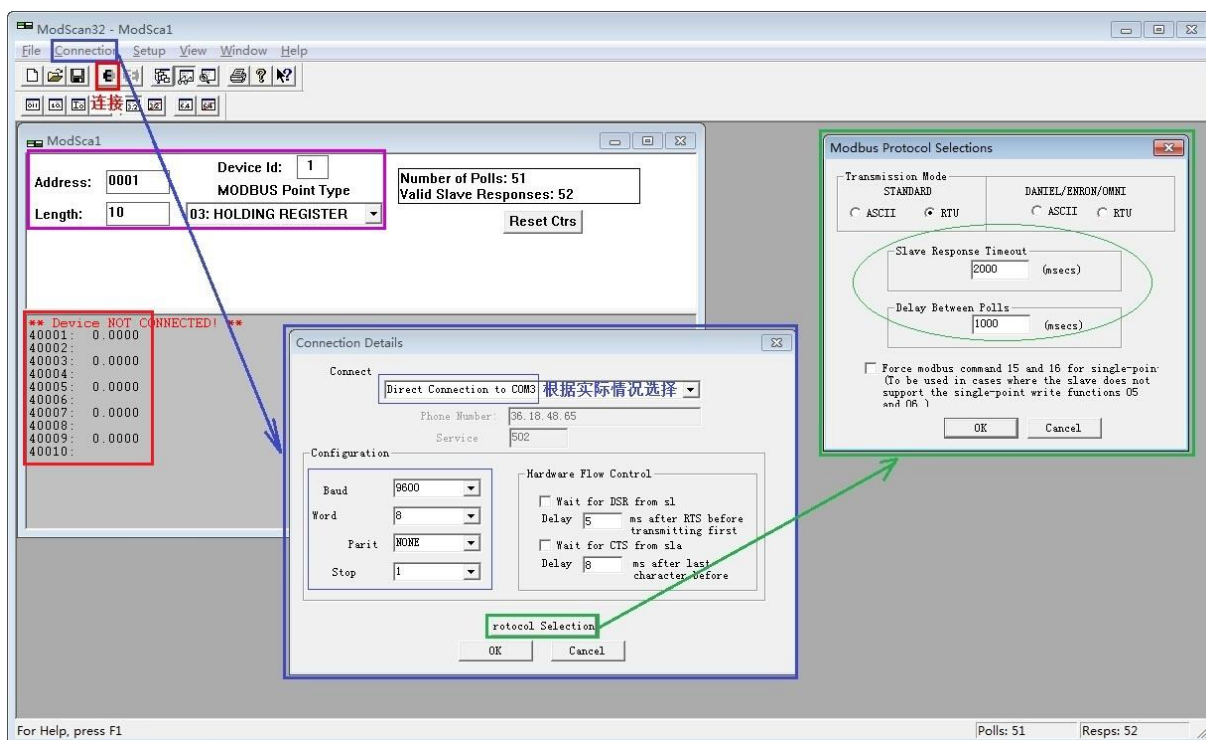 ModScan32 - ModSca1
File Connection Setup View Window Help
连接
ModSca1
Address: 0001
Device Id: 1
MODBUS Point Type
Length: 10
03: HOLDING REGISTER
Number of Polls: 51
Valid Slave Responses: 52
Reset Ctrs
** Device NOT CONNECTED! **
40001: 0.0000
40002:
40003: 0.0000
40004:
40005: 0.0000
40006:
40007: 0.0000
40008:
40009: 0.0000
40010:
Connection Details
Connect
Direct Connection to COM3 根据实际情况选择
Phone Number: 36.18.48.65
Service 502
Configuration
Baud 9600
Word 8
Parit NONE
Stop 1
Hardware Flow Control
Wait for DSR from sl
Delay 5 ms after RTS before
transmitting first
Wait for CTS from sla
Delay 8 ms after last
character before
rotocol Selection
OK Cancel
Modbus Protocol Selections
Transmission Mode
STANDARD DANIEL/ENRON/OMNI
ASCII RTU ASCII RTU
Slave Response Timeout
2000 (msecs)
Delay Between Polls
1000 (msecs)
Force modbus command 15 and 16 for single-poin
(To be used in cases where the slave does not
support the single-point write functions 05
and 06.)
OK Cancel
For Help, press F1
Polls: 51 Resps: 52